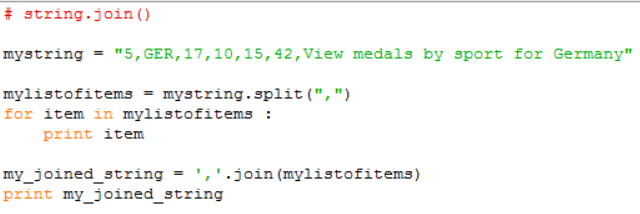 # string.join()
mystring = "5,GER,17,10,15,42,View medals by sport for Germany"
mylistofitems = mystring.split(",")
for item in mylistofitems :
    print item
my_joined_string = ','.join(mylistofitems)
print my_joined_string